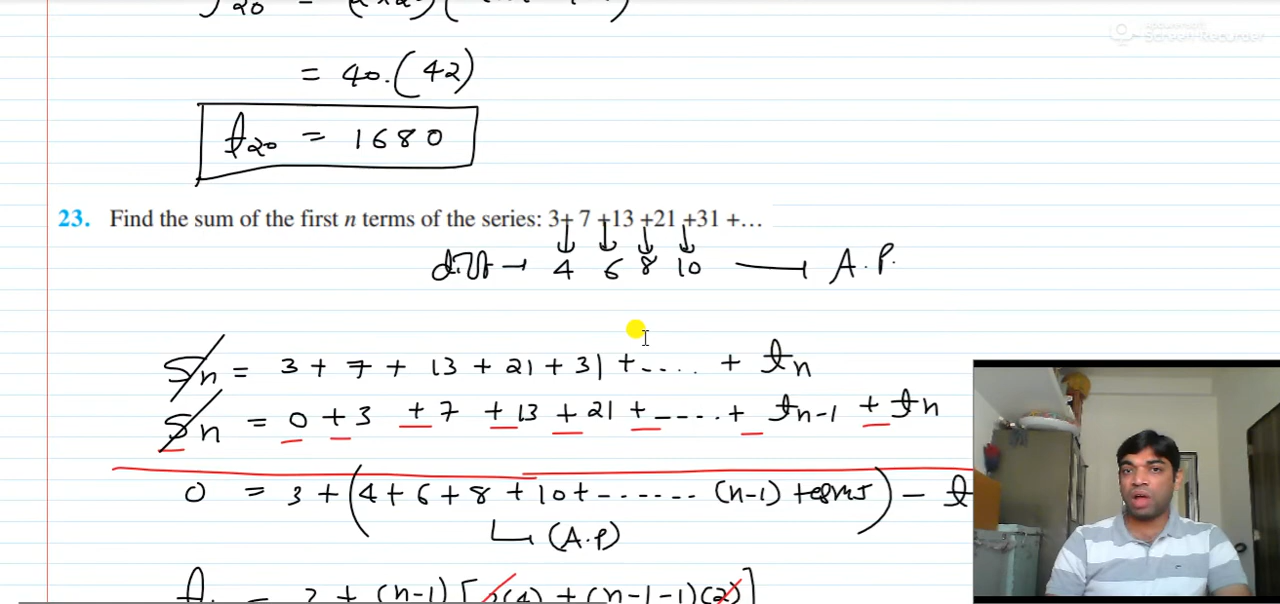 = 40.(42)
t20 = 1680
23. Find the sum of the first n terms of the series: 3+ 7 +13 +21 +31 +…
diff → 4 6 8 10 → A.P.
Sn = 3 + 7 + 13 + 21 + 31 + .... + tn
Sn = 0 + 3 + 7 + 13 + 21 + ----. + tn-1 + tn
0 = 3 + (4 + 6 + 8 + 10 + ------ (n-1) terms) - t
(A.P)
Screen Recorder